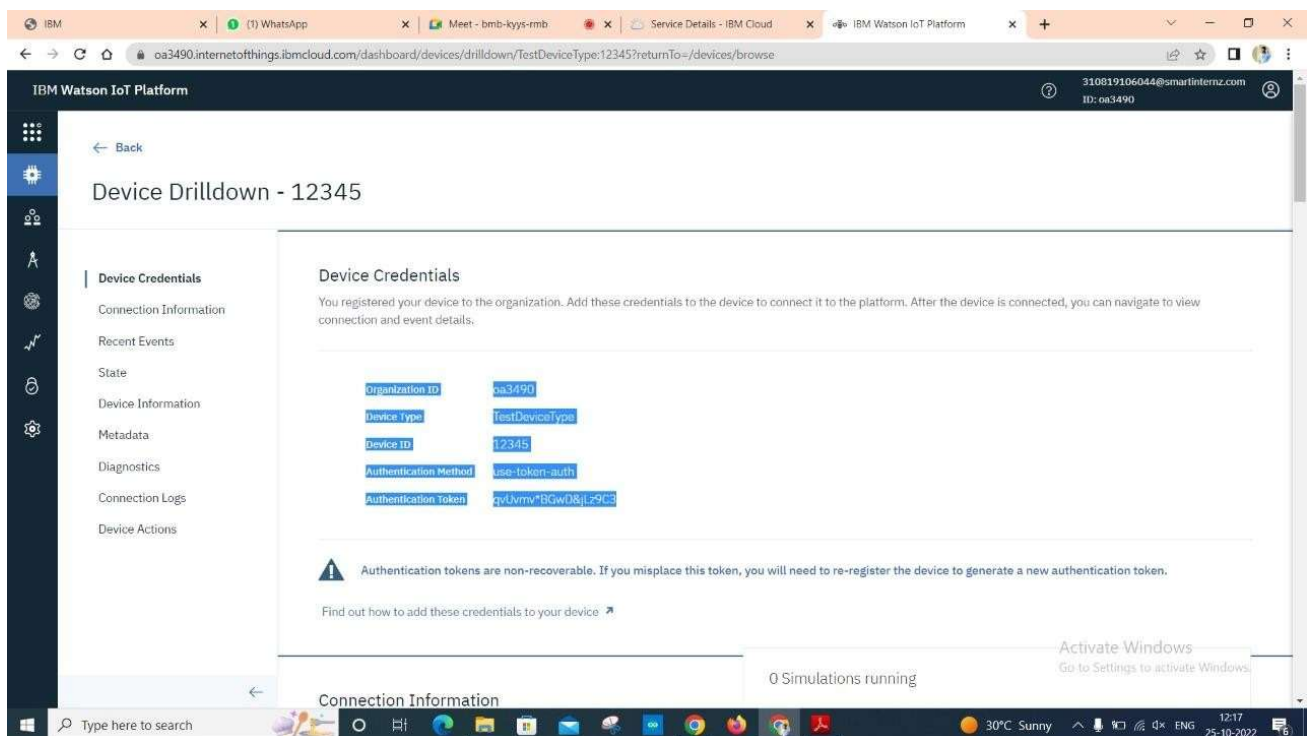 IBM
(1) WhatsApp
Meet - bmb-kyys-rmb
Service Details - IBM Cloud
IBM Watson IoT Platform
oa3490.internetofthings.ibmcloud.com/dashboard/devices/drilldown/TestDeviceType:12345?returnTo=/devices/browse
IBM Watson IoT Platform
310819106044@smartinternz.com
ID: oa3490
Back
Device Drilldown - 12345
Device Credentials
Connection Information
Recent Events
State
Device Information
Metadata
Diagnostics
Connection Logs
Device Actions
Device Credentials
You registered your device to the organization. Add these credentials to the device to connect it to the platform. After the device is connected, you can navigate to view
connection and event details.
Organization ID oa3490
Device Type TestDeviceType
Device ID 12345
Authentication Method use-token-auth
Authentication Token qvUvmv*BGwD&jLz9C3
Authentication tokens are non-recoverable. If you misplace this token, you will need to re-register the device to generate a new authentication token.
Find out how to add these credentials to your device
Connection Information
0 Simulations running
Activate Windows
Go to Settings to activate Windows.
Type here to search
30°C Sunny
ENG
12:17
25-10-2022
6